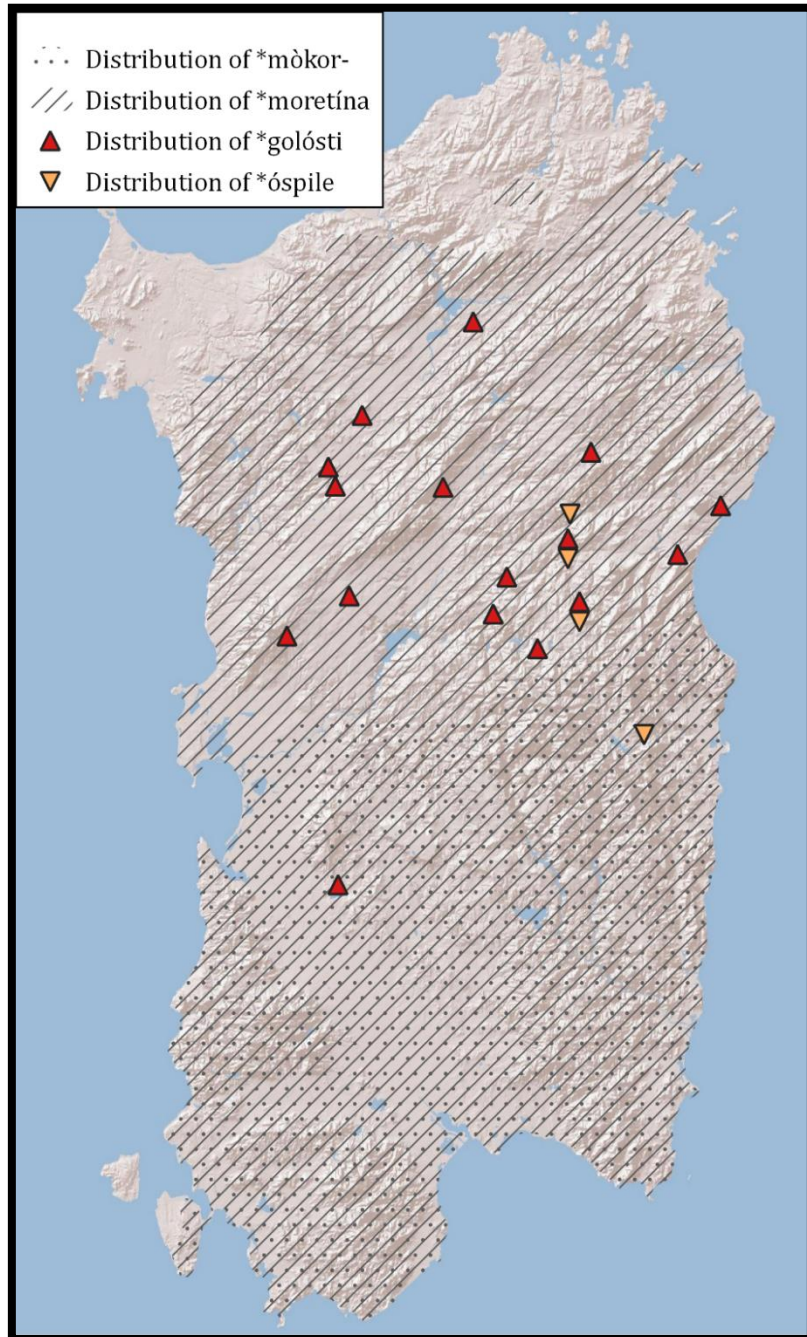 Distribution of *mòkor-
Distribution of *moretína
Distribution of *golósti
Distribution of *óspile